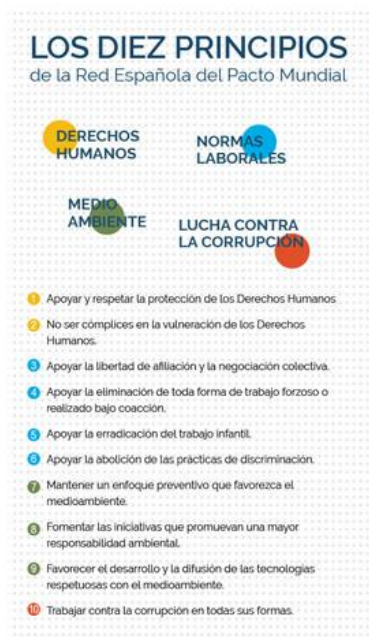 LOS DIEZ PRINCIPIOS
de la Red Española del Pacto Mundial
DERECHOS
HUMANOS
NORMAS
LABORALES
MEDIO
AMBIENTE
LUCHA CONTRA
LA CORRUPCIÓN
1 Apoyar y respetar la protección de los Derechos Humanos
2 No ser cómplices en la vulneración de los Derechos
Humanos.
3 Apoyar la libertad de afiliación y la negociación colectiva.
4 Apoyar la eliminación de toda forma de trabajo forzoso o
realizado bajo coacción.
5 Apoyar la erradicación del trabajo infantil.
6 Apoyar la abolición de las prácticas de discriminación.
7 Mantener un enfoque preventivo que favorezca el
medioambiente.
8 Fomentar las iniciativas que promuevan una mayor
responsabilidad ambiental.
9 Favorecer el desarrollo y la difusión de las tecnologías
respetuosas con el medioambiente.
10 Trabajar contra la corrupción en todas sus formas.